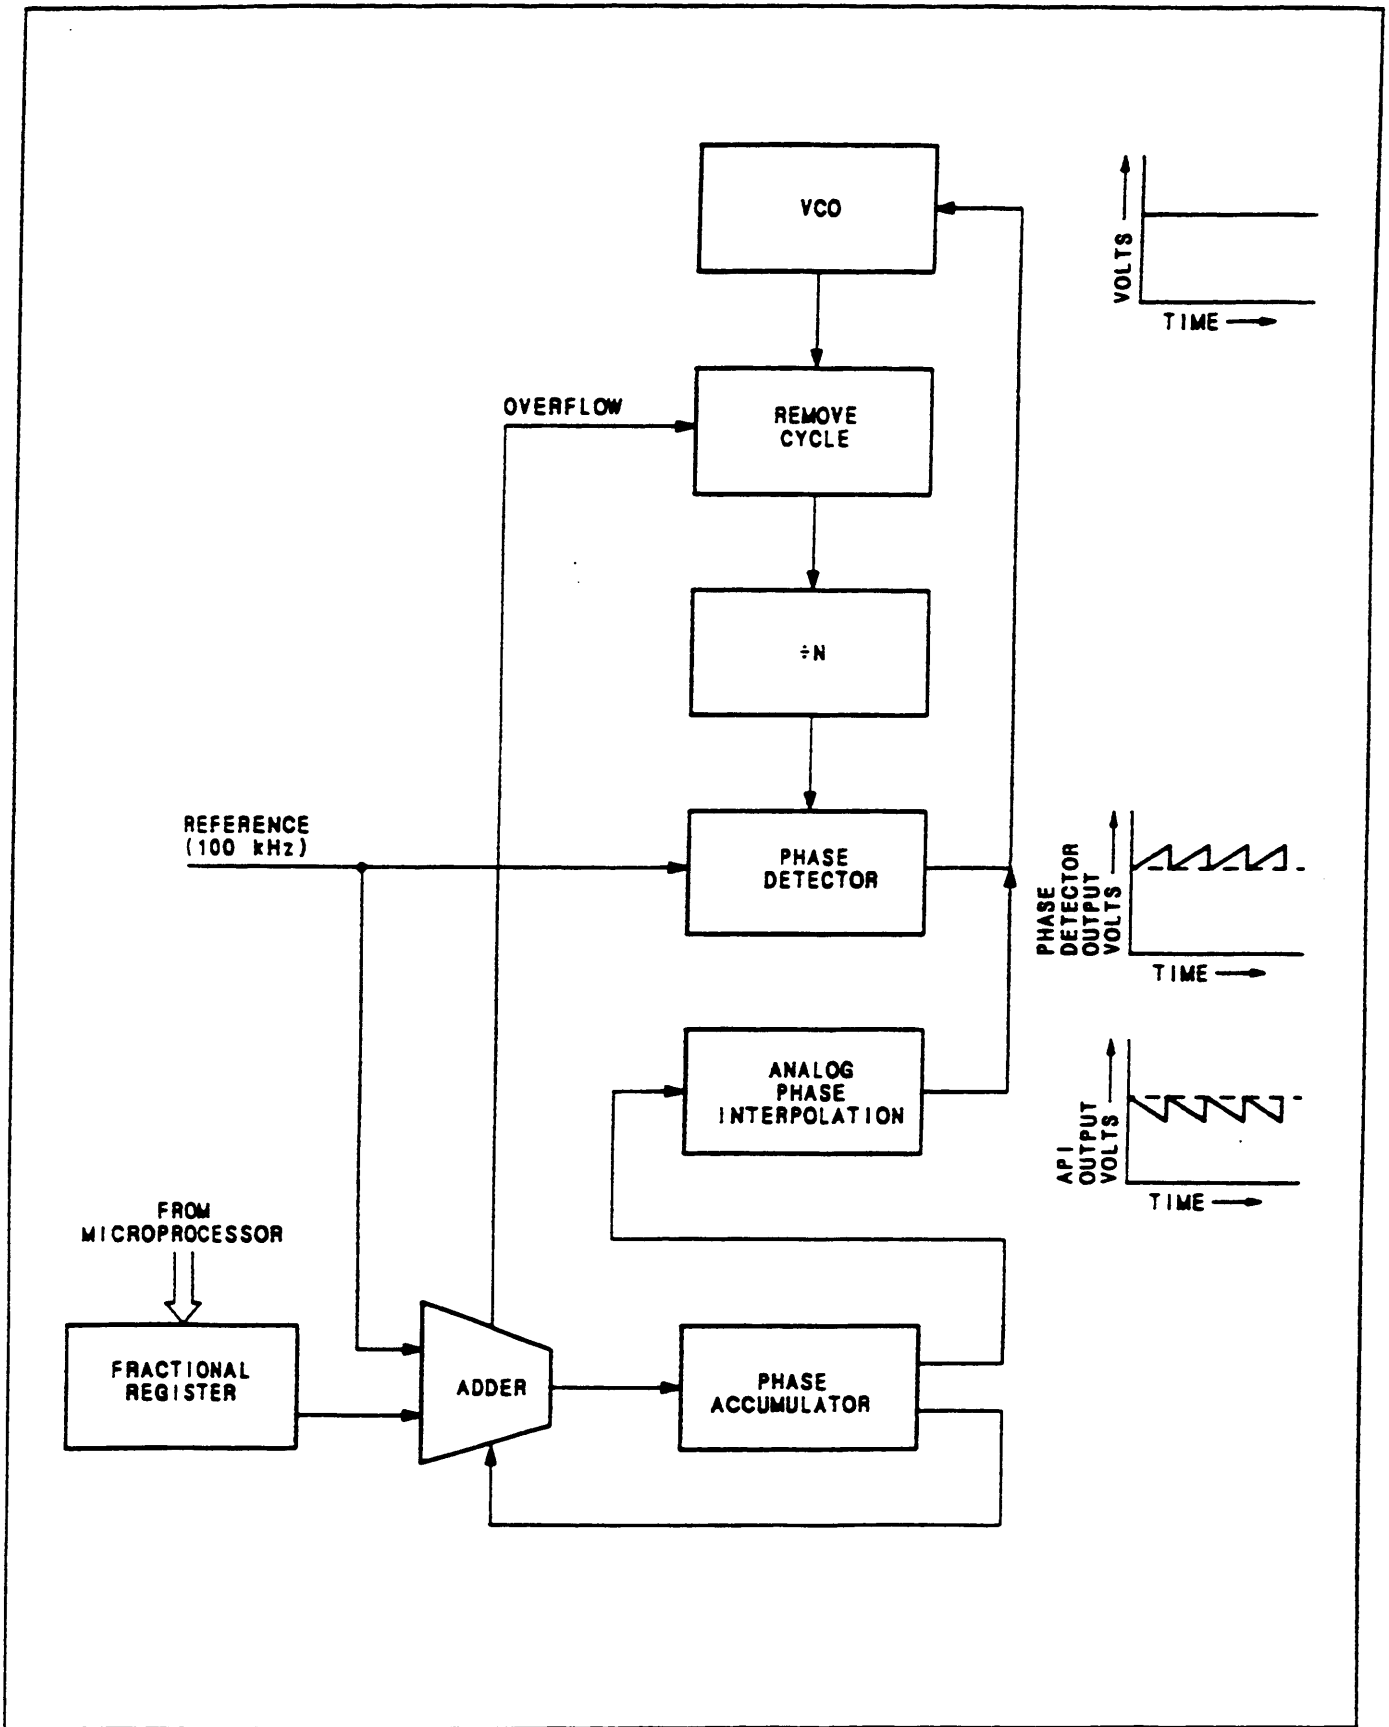 VCO
VOLTS
TIME
OVERFLOW
REMOVE
CYCLE
÷N
REFERENCE
(100 kHz)
PHASE
DETECTOR
PHASE
DETECTOR
OUTPUT
VOLTS
TIME
ANALOG
PHASE
INTERPOLATION
API
OUTPUT
VOLTS
TIME
FROM
MICROPROCESSOR
FRACTIONAL
REGISTER
ADDER
PHASE
ACCUMULATOR